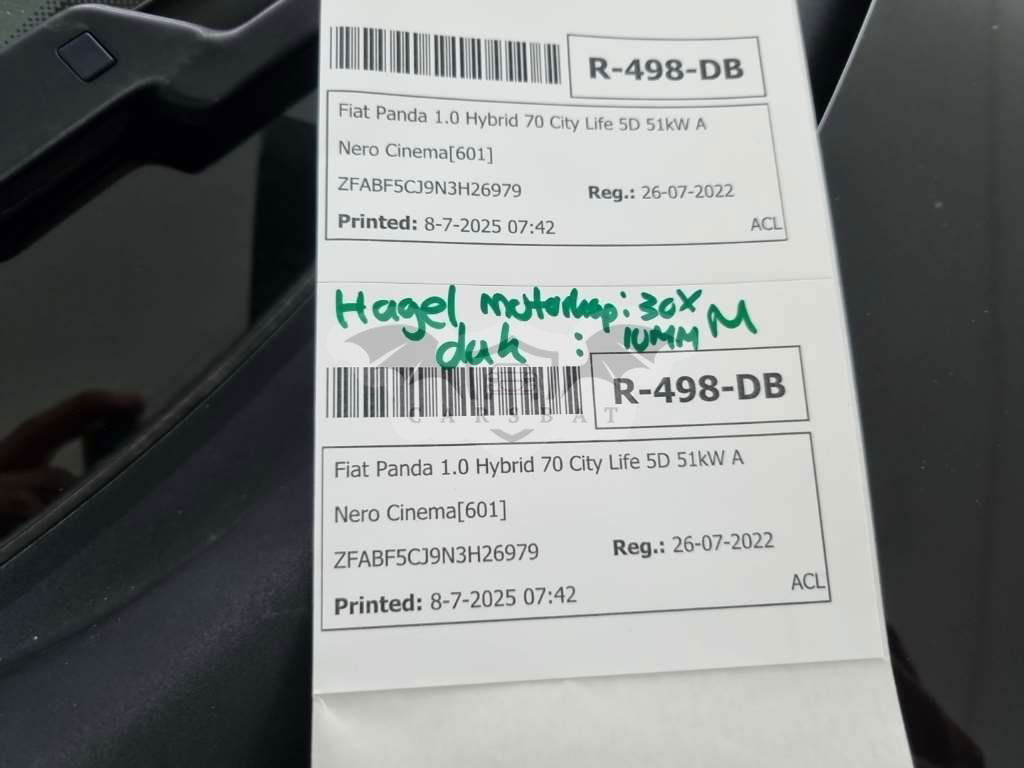 R-498-DB
Fiat Panda 1.0 Hybrid 70 City Life 5D 51kW A
Nero Cinema[601]
ZFABF5CJ9N3H26979 Reg.: 26-07-2022
Printed: 8-7-2025 07:42 ACL
Hagel motorkap: 30x M
dak : 10MM
R-498-DB
CARSBAT
Fiat Panda 1.0 Hybrid 70 City Life 5D 51kW A
Nero Cinema[601]
ZFABF5CJ9N3H26979 Reg.: 26-07-2022
Printed: 8-7-2025 07:42 ACL